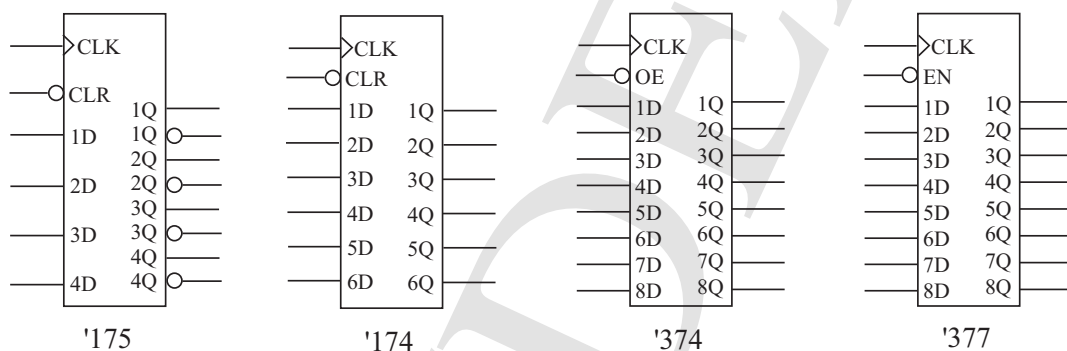 CLK
CLR
1Q
1D
1Q
2Q
2D
2Q
3Q
3D
3Q
4Q
4D
4Q
'175
CLK
CLR
1D 1Q
2D 2Q
3D 3Q
4D 4Q
5D 5Q
6D 6Q
'174
CLK
OE
1D 1Q
2D 2Q
3D 3Q
4D 4Q
5D 5Q
6D 6Q
7D 7Q
8D 8Q
'374
CLK
EN
1D 1Q
2D 2Q
3D 3Q
4D 4Q
5D 5Q
6D 6Q
7D 7Q
8D 8Q
'377